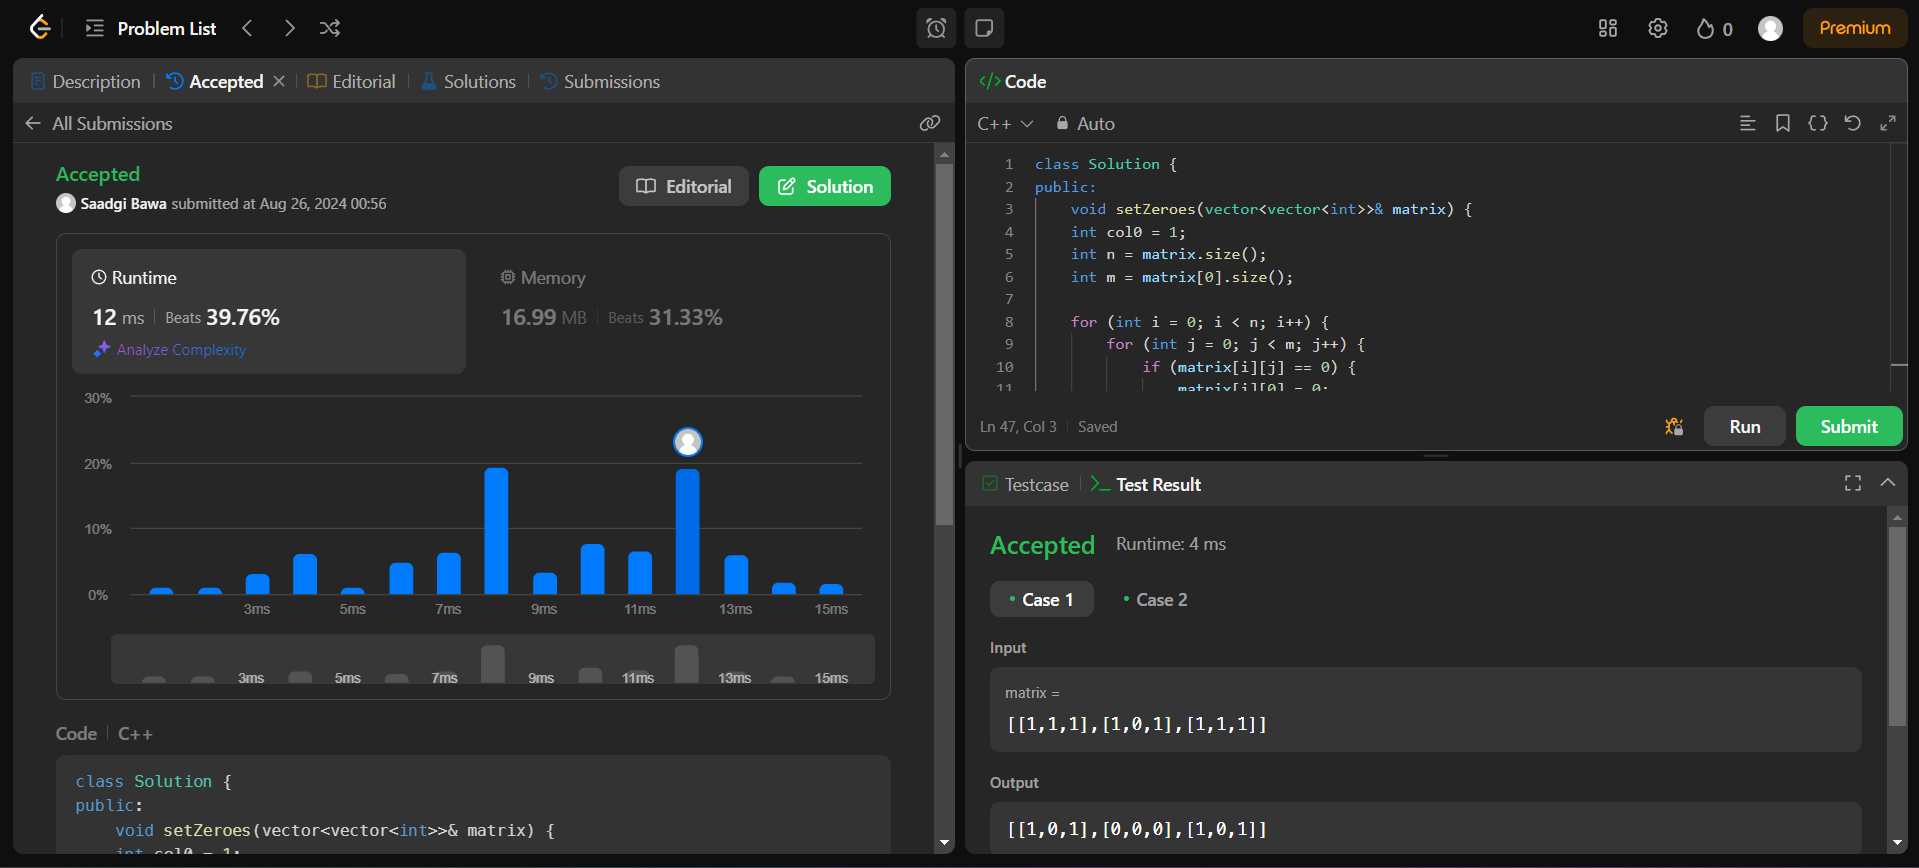 Problem List
0
Premium
Description
Accepted
Editorial
Solutions
Submissions
All Submissions
Accepted
Saadgi Bawa submitted at Aug 26, 2024 00:56
Editorial
Solution
Runtime
12 ms
Beats 39.76%
Analyze Complexity
Memory
16.99 MB
Beats 31.33%
30%
20%
10%
0%
3ms 5ms 7ms 9ms 11ms 13ms 15ms
3ms 5ms 7ms 9ms 11ms 13ms 15ms
Code
C++
class Solution {
public:
void setZeroes(vector<vector<int>>& matrix) {
int col0 = 1;
</> Code
C++
Auto
1 class Solution {
2 public:
3 void setZeroes(vector<vector<int>>& matrix) {
4 int col0 = 1;
5 int n = matrix.size();
6 int m = matrix[0].size();
7
8 for (int i = 0; i < n; i++) {
9 for (int j = 0; j < m; j++) {
10 if (matrix[i][j] == 0) {
11 matrix[i][0] = 0;
Ln 47, Col 3
Saved
Run
Submit
Testcase
>_ Test Result
Accepted
Runtime: 4 ms
• Case 1
• Case 2
Input
matrix =
[[1,1,1],[1,0,1],[1,1,1]]
Output
[[1,0,1],[0,0,0],[1,0,1]]